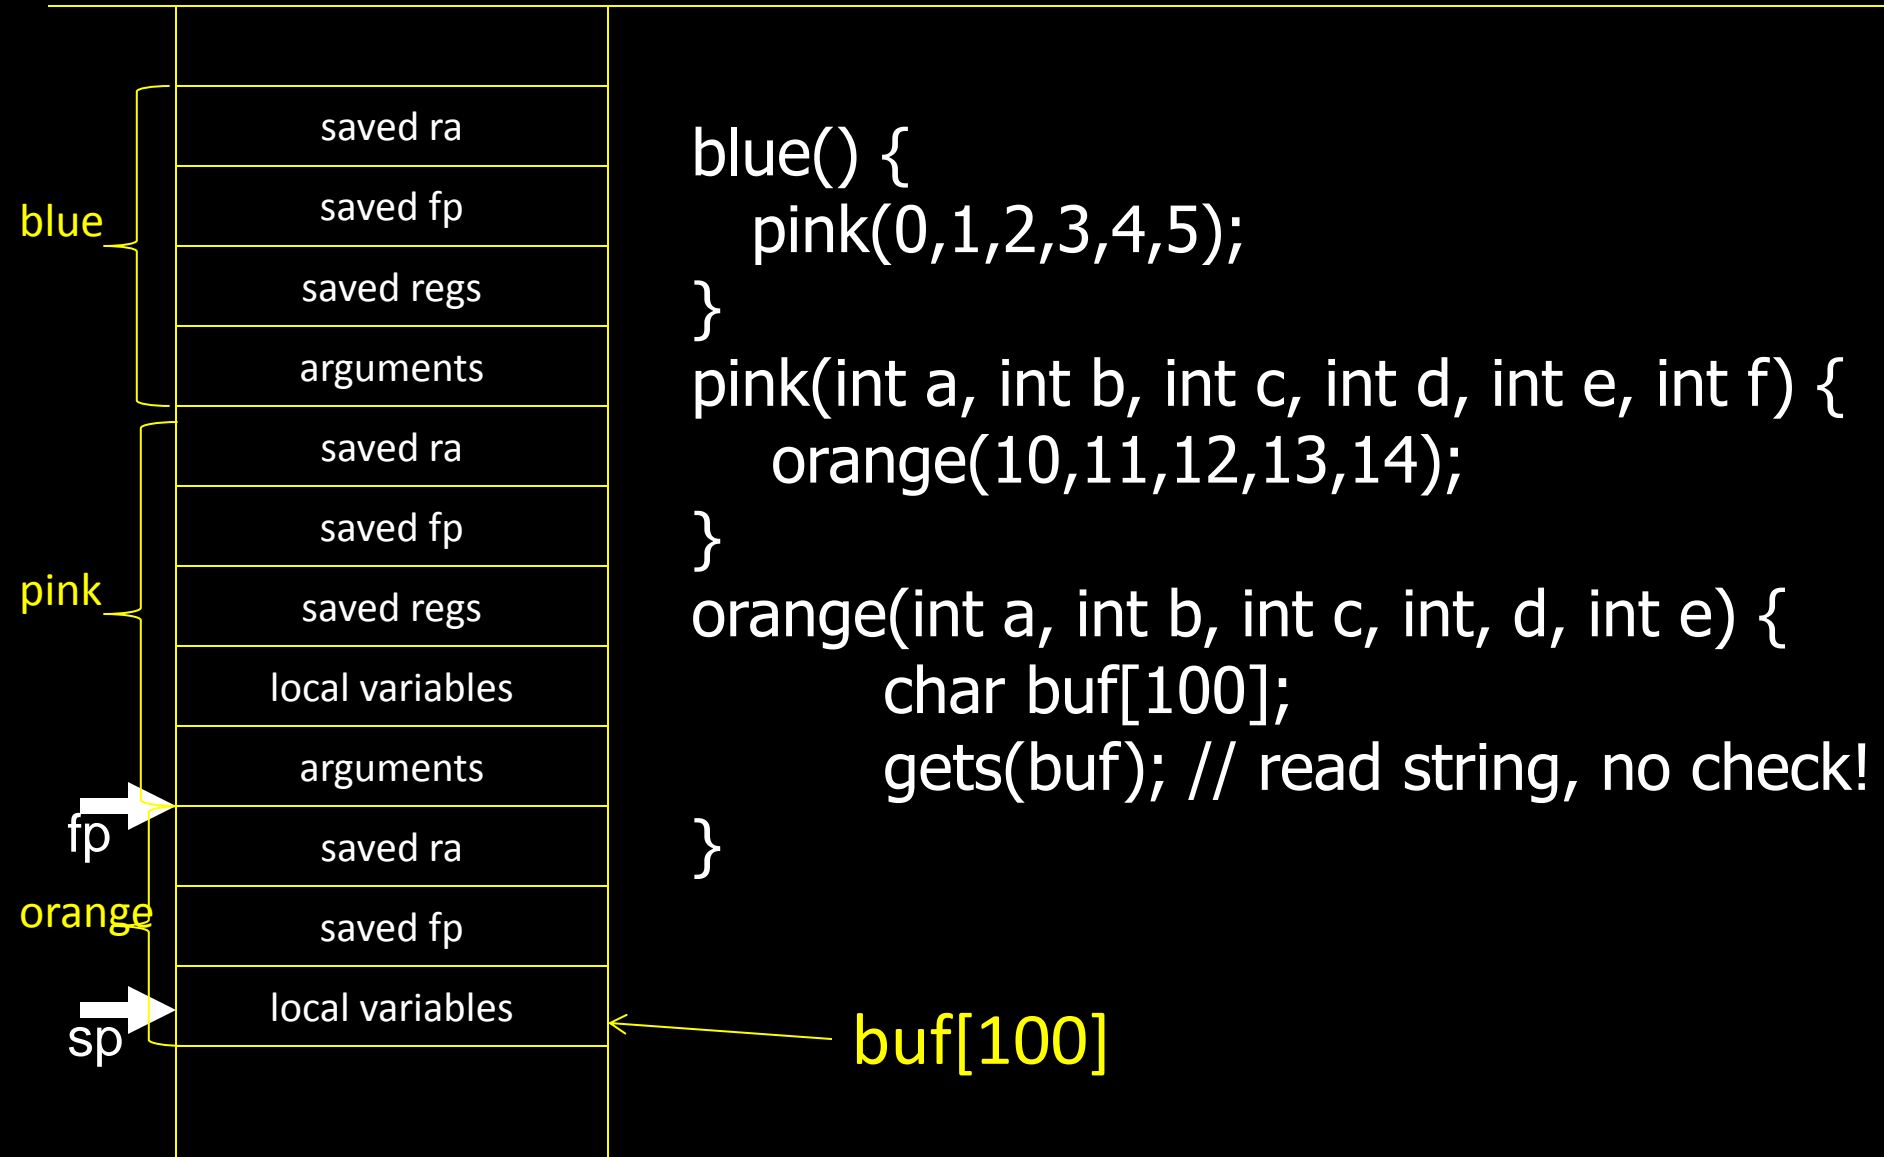 blue
saved ra
saved fp
saved regs
arguments
pink
saved ra
saved fp
saved regs
local variables
arguments
fp
orange
saved ra
saved fp
local variables
sp
blue() {
pink(0,1,2,3,4,5);
}
pink(int a, int b, int c, int d, int e, int f) {
orange(10,11,12,13,14);
}
orange(int a, int b, int c, int, d, int e) {
char buf[100];
gets(buf); // read string, no check!
}
buf[100]